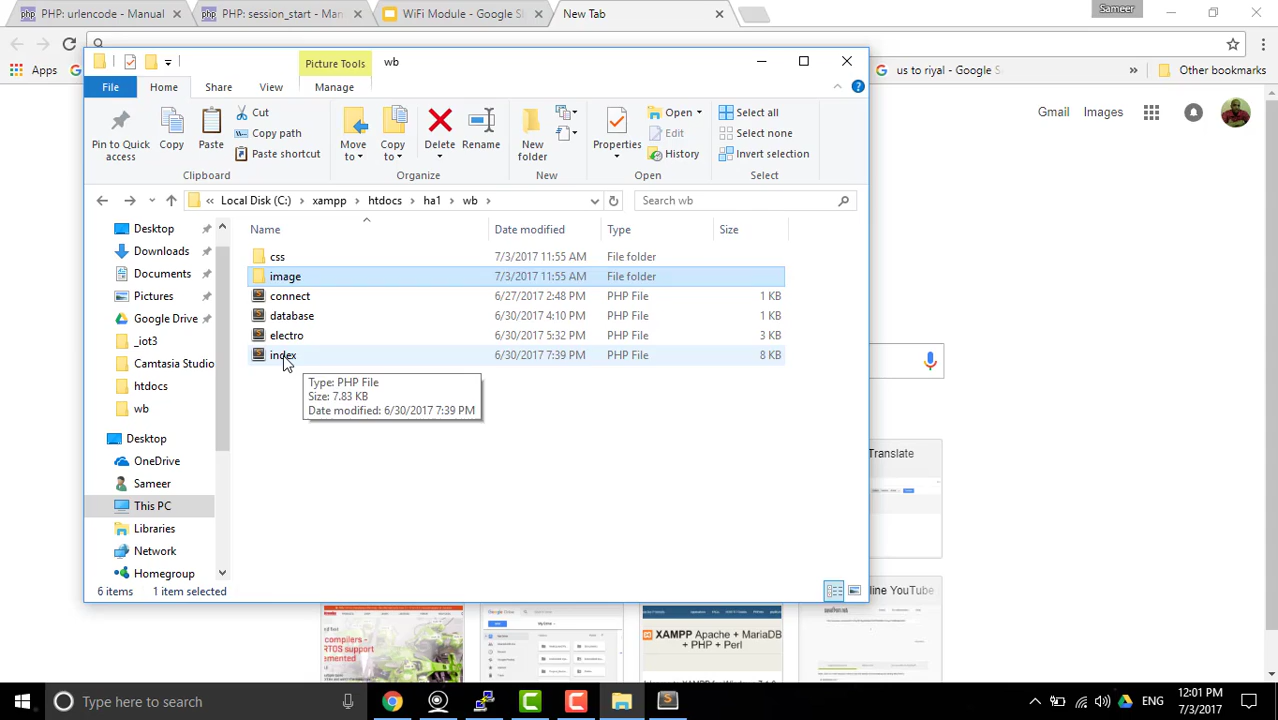 PHP: urlencode - Manual
PHP: session_start - Man
WiFi Module - Google S
New Tab
Sameer
Apps
us to riyal - Google S
»
Other bookmarks
Gmail
Images
Picture Tools
wb
File
Home
Share
View
Manage
Pin to Quick access
Copy
Paste
Cut
Copy path
Paste shortcut
Clipboard
Move to
Copy to
Delete
Rename
Organize
New folder
New
Properties
Open
Edit
History
Open
Select all
Select none
Invert selection
Select
« Local Disk (C:) › xampp › htdocs › ha1 › wb ›
Search wb
Name
Date modified
Type
Size
css 7/3/2017 11:55 AM File folder
image 7/3/2017 11:55 AM File folder
connect 6/27/2017 2:48 PM PHP File 1 KB
database 6/30/2017 4:10 PM PHP File 1 KB
electro 6/30/2017 5:32 PM PHP File 3 KB
index 6/30/2017 7:39 PM PHP File 8 KB
Type: PHP File
Size: 7.83 KB
Date modified: 6/30/2017 7:39 PM
Desktop
Downloads
Documents
Pictures
Google Drive
_iot3
Camtasia Studio
htdocs
wb
Desktop
OneDrive
Sameer
This PC
Libraries
Network
Homegroup
6 items
1 item selected
Translate
line YouTube
compilers -
RTOS support
emented
XAMPP Apache + MariaDB
+ PHP + Perl
Type here to search
ENG
12:01 PM
7/3/2017